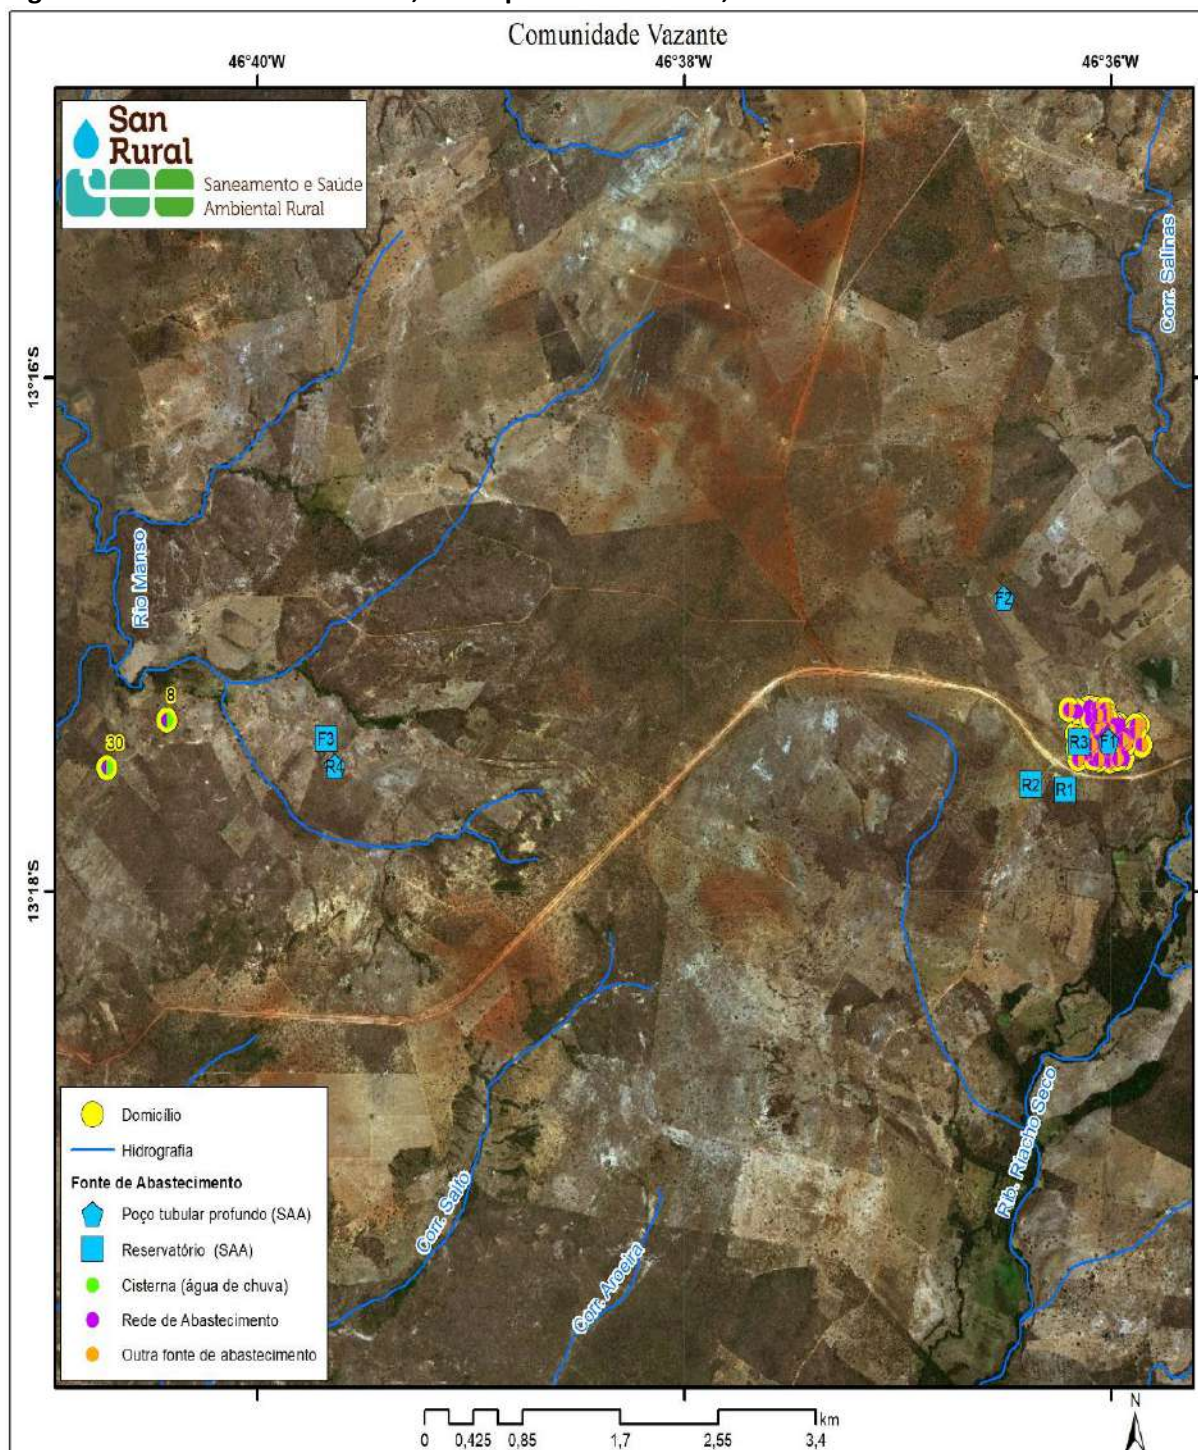 Comunidade Vazante
46°40'W
46°38'W
46°36'W
San
Rural
Saneamento e Saúde
Ambiental Rural
Corr. Salinas
13°16'S
Rio Manso
F2
8
F3
R3
F1
30
R4
R2
R1
13°18'S
Rib. Riacho Seco
Corr. Salto
Corr. Aroeira
Domicílio
Hidrografia
Fonte de Abastecimento
Poço tubular profundo (SAA)
Reservatório (SAA)
Cisterna (água de chuva)
Rede de Abastecimento
Outra fonte de abastecimento
N
km
0 0,425 0,85 1,7 2,55 3,4